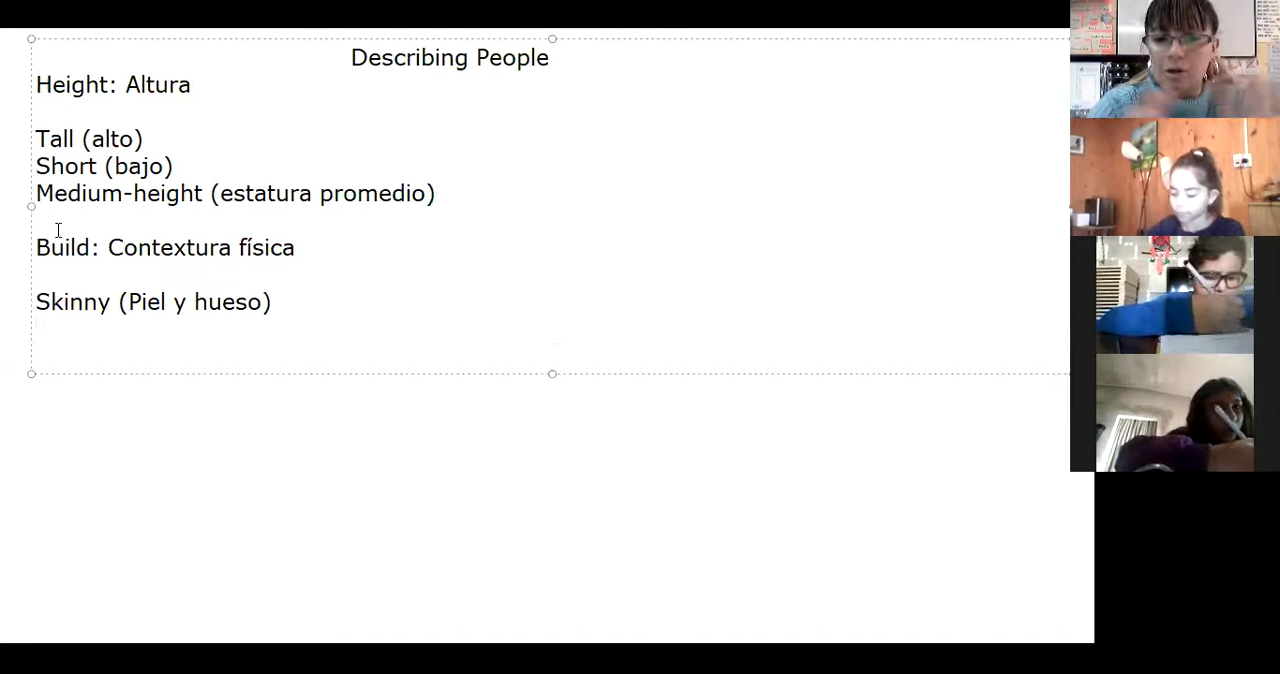 Describing People
Height: Altura
Tall (alto)
Short (bajo)
Medium-height (estatura promedio)
Build: Contextura física
Skinny (Piel y hueso)